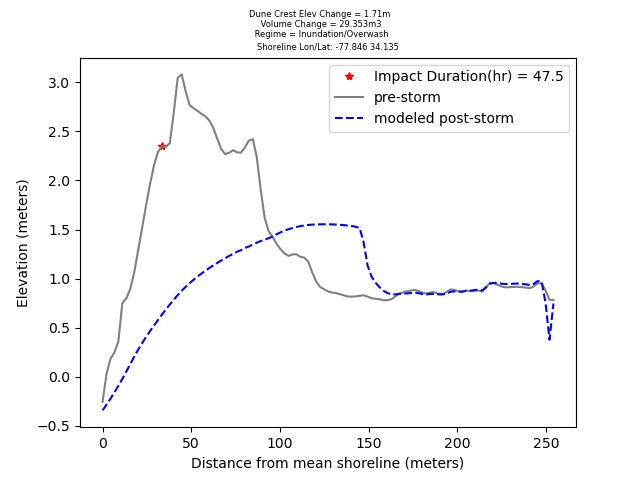 Dune Crest Elev Change = 1.71m
Volume Change = 29.353m3
Regime = Inundation/Overwash
Shoreline Lon/Lat: -77.846 34.135
Impact Duration(hr) = 47.5
pre-storm
modeled post-storm
Elevation (meters)
3.0
2.5
2.0
1.5
1.0
0.5
0.0
−0.5
0 50 100 150 200 250
Distance from mean shoreline (meters)